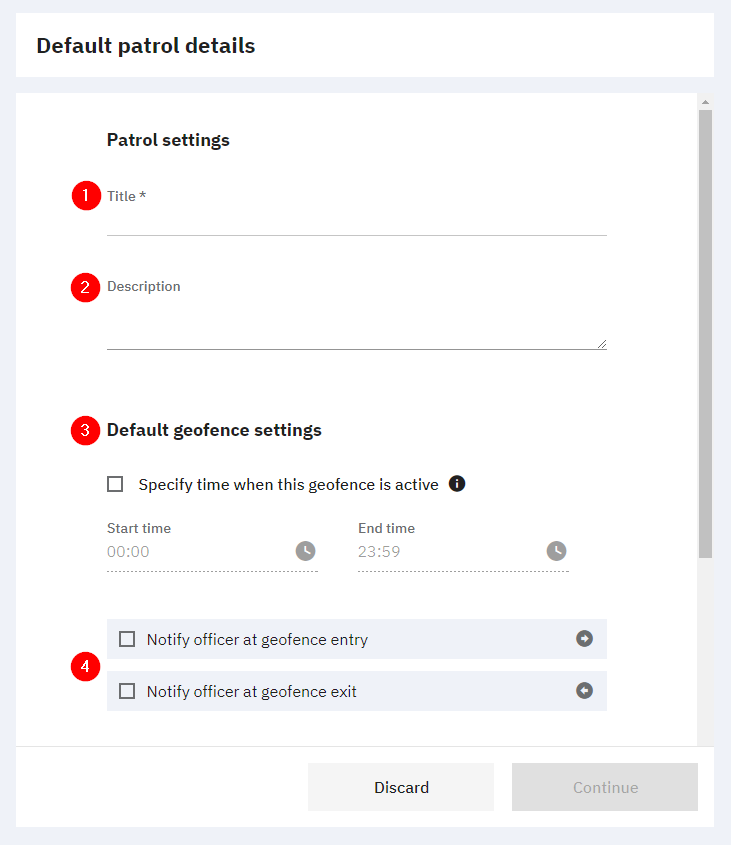 Default patrol details
Patrol settings
1 Title *
2 Description
3 Default geofence settings
Specify time when this geofence is active i
Start time End time
00:00 23:59
Notify officer at geofence entry
4
Notify officer at geofence exit
Discard Continue